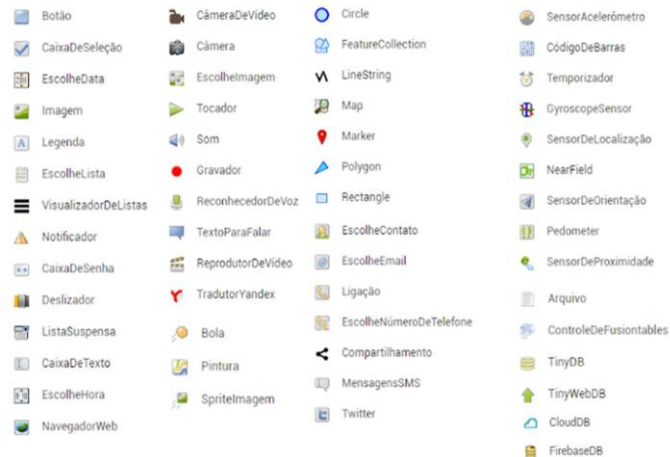 Botão
CaixaDeSeleção
EscolheData
Imagem
Legenda
EscolheLista
VisualizadorDeListas
Notificador
CaixaDeSenha
Deslizador
ListaSuspensa
CaixaDeTexto
EscolheHora
NavegadorWeb
CâmeraDeVídeo
Câmera
EscolheImagem
Tocador
Som
Gravador
ReconhecedorDeVoz
TextoParaFalar
ReprodutorDeVídeo
TradutorYandex
Bola
Pintura
SpriteImagem
Circle
FeatureCollection
LineString
Map
Marker
Polygon
Rectangle
EscolheContato
EscolheEmail
Ligação
EscolheNúmeroDeTelefone
Compartilhamento
MensagensSMS
Twitter
SensorAcelerômetro
CódigoDeBarras
Temporizador
GyroscopeSensor
SensorDeLocalização
NearField
SensorDeOrientação
Pedometer
SensorDeProximidade
Arquivo
ControleDeFusiontables
TinyDB
TinyWebDB
CloudDB
FirebaseDB